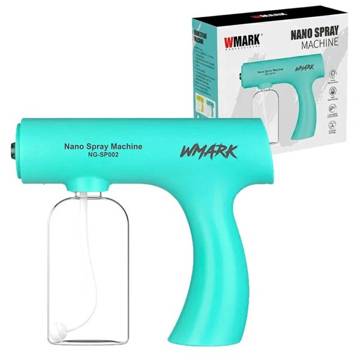 WMARK
NANO SPRAY
MACHINE
Nano Spray Machine
NG-SP002
WMARK